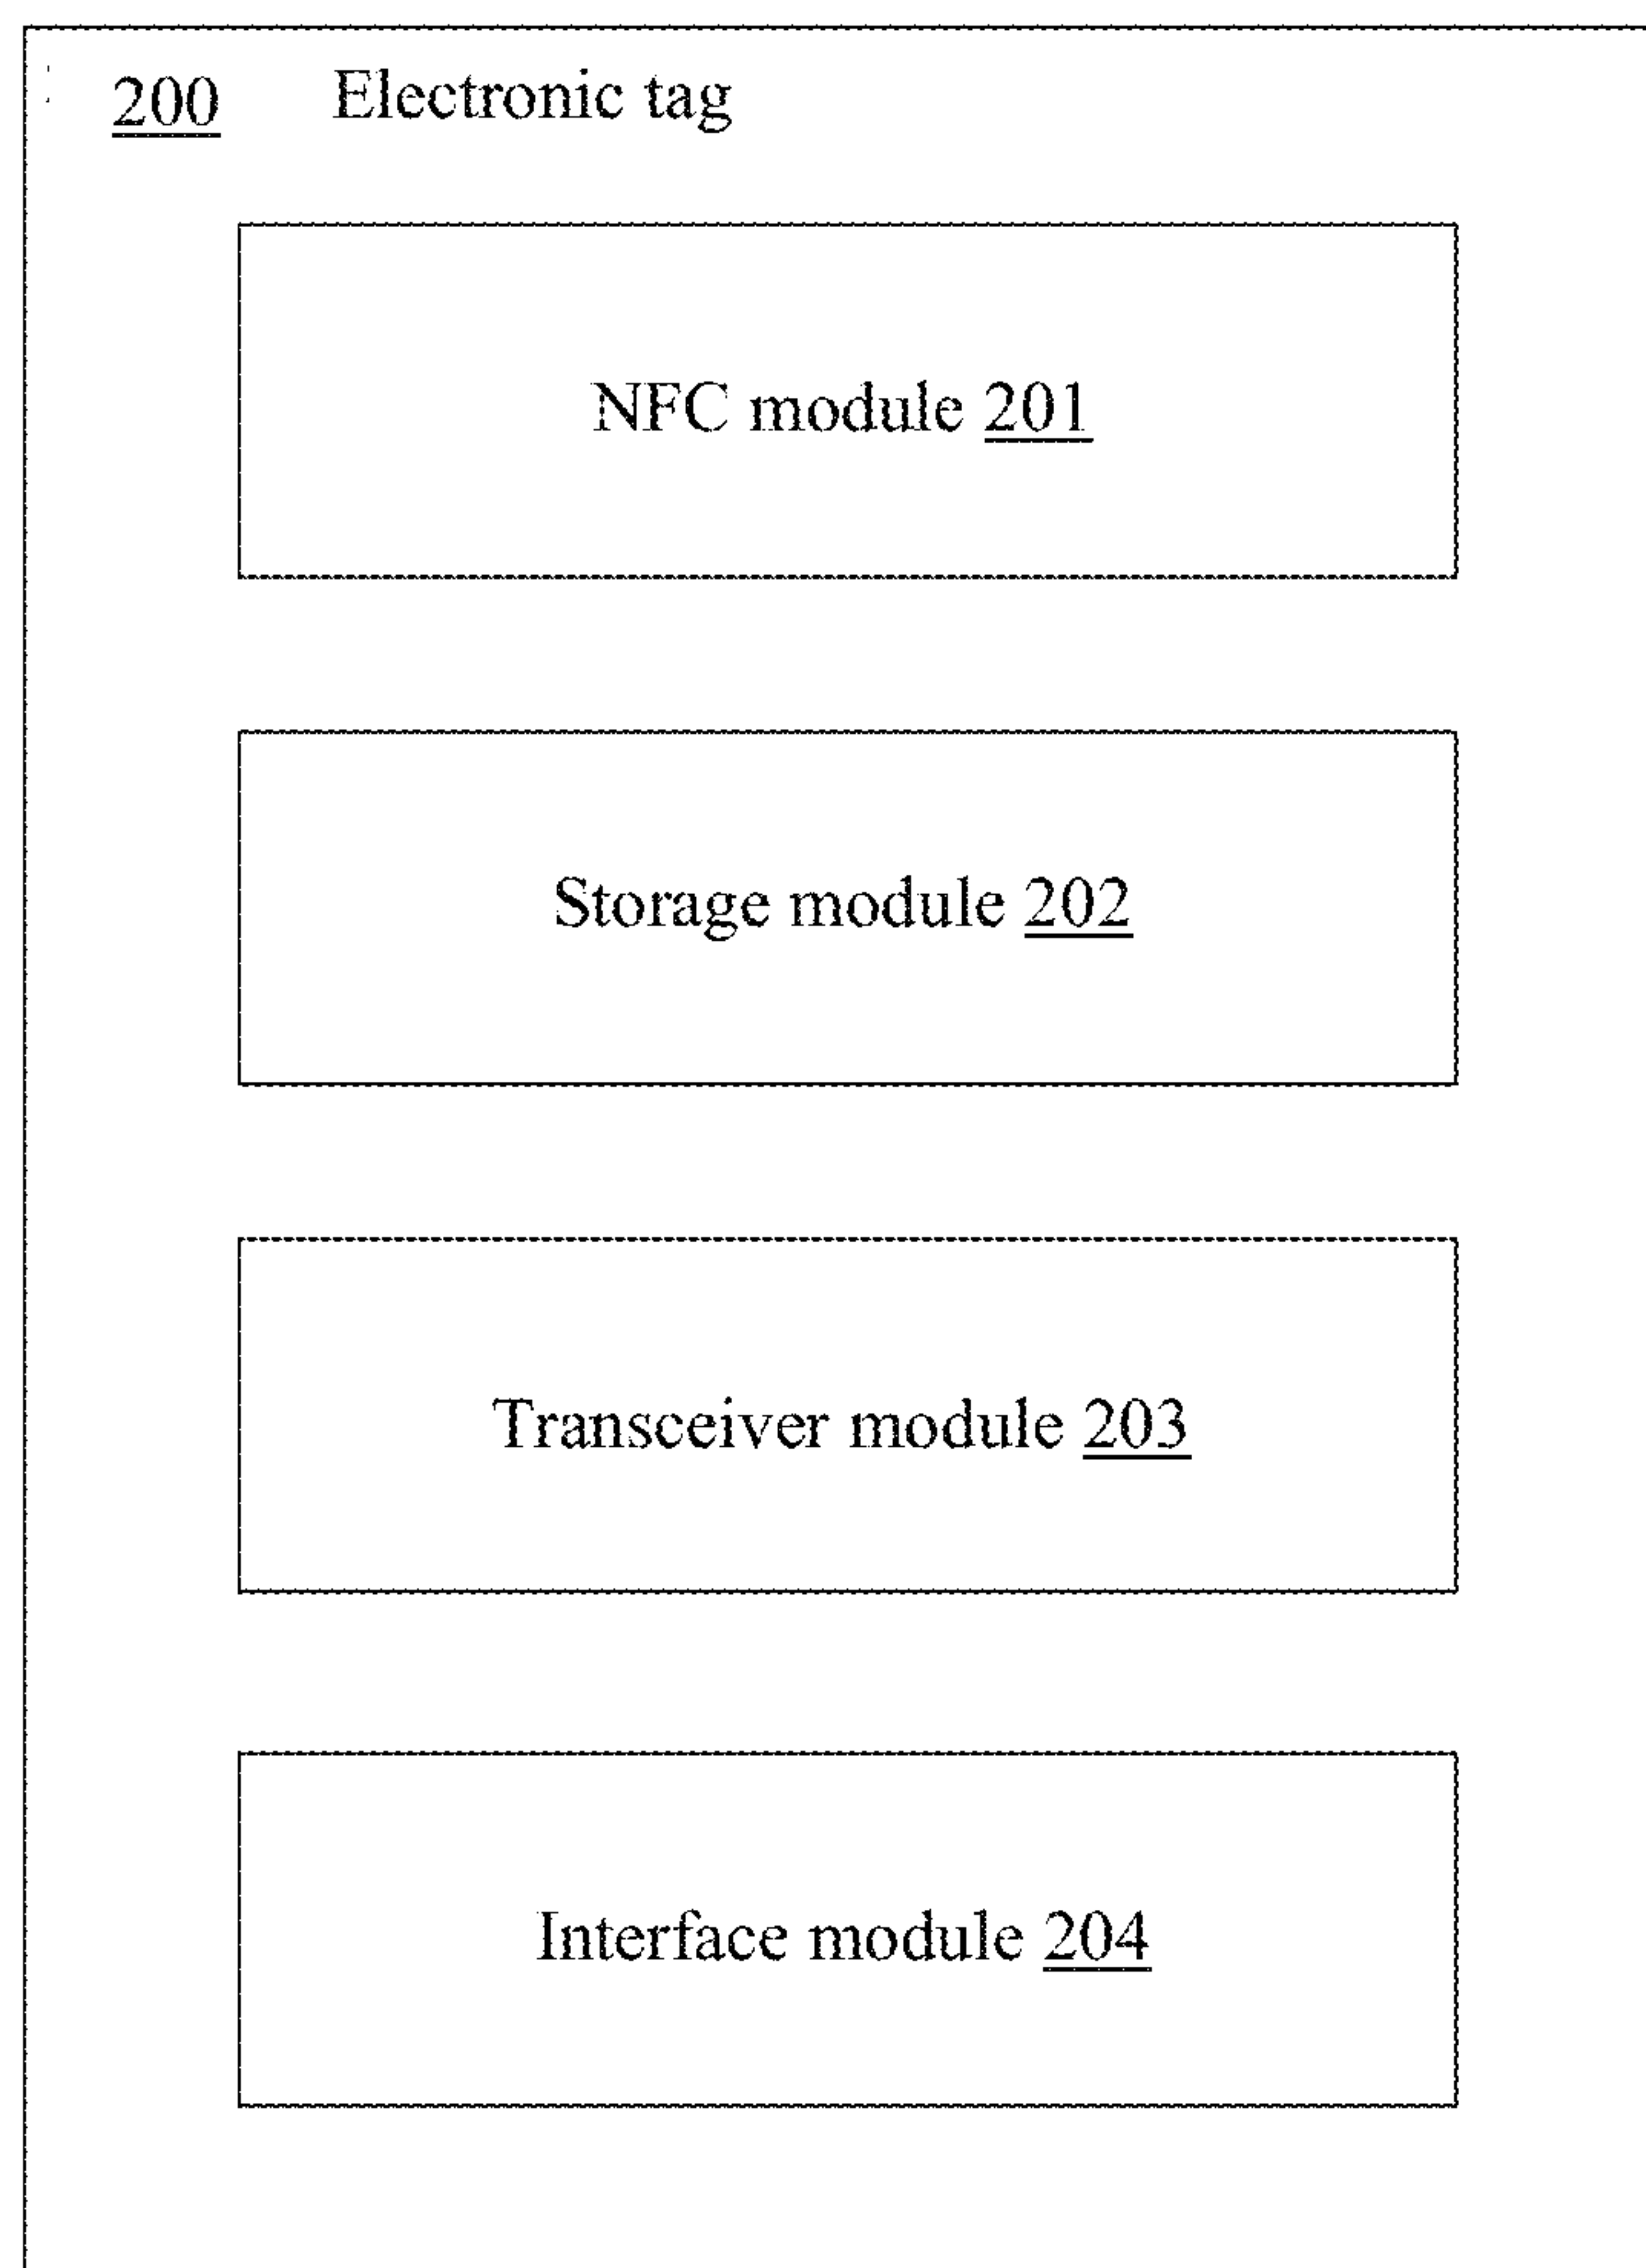 200 Electronic tag
NFC module 201
Storage module 202
Transceiver module 203
Interface module 204